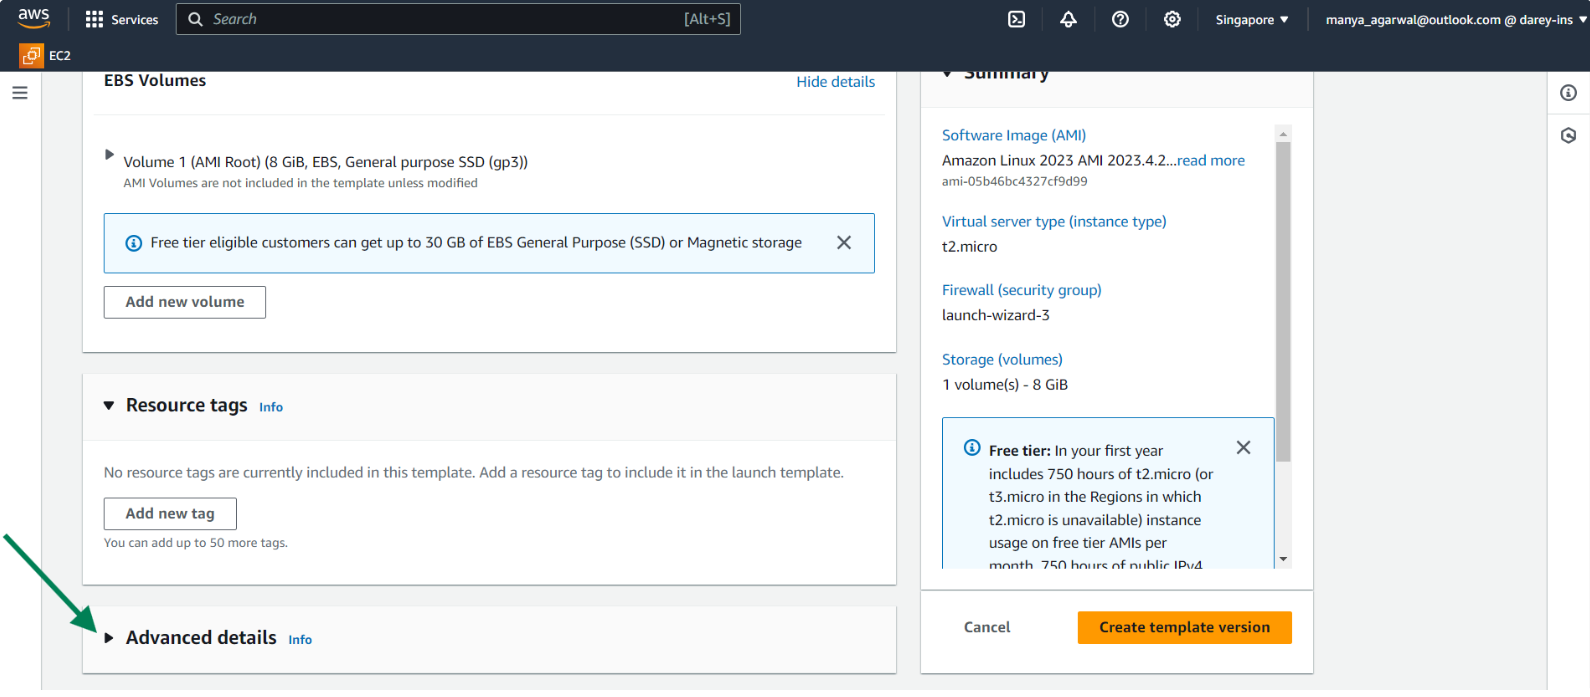 aws
Services
Search
[Alt+S]
Singapore
manya_agarwal@outlook.com @ darey-ins
EC2
EBS Volumes
Hide details
Volume 1 (AMI Root) (8 GiB, EBS, General purpose SSD (gp3))
AMI Volumes are not included in the template unless modified
Free tier eligible customers can get up to 30 GB of EBS General Purpose (SSD) or Magnetic storage
Add new volume
Resource tags Info
No resource tags are currently included in this template. Add a resource tag to include it in the launch template.
Add new tag
You can add up to 50 more tags.
Advanced details Info
Summary
Software Image (AMI)
Amazon Linux 2023 AMI 2023.4.2...read more
ami-05b46bc4327cf9d99
Virtual server type (instance type)
t2.micro
Firewall (security group)
launch-wizard-3
Storage (volumes)
1 volume(s) - 8 GiB
Free tier: In your first year
includes 750 hours of t2.micro (or
t3.micro in the Regions in which
t2.micro is unavailable) instance
usage on free tier AMIs per
month, 750 hours of public IPv4
Cancel
Create template version